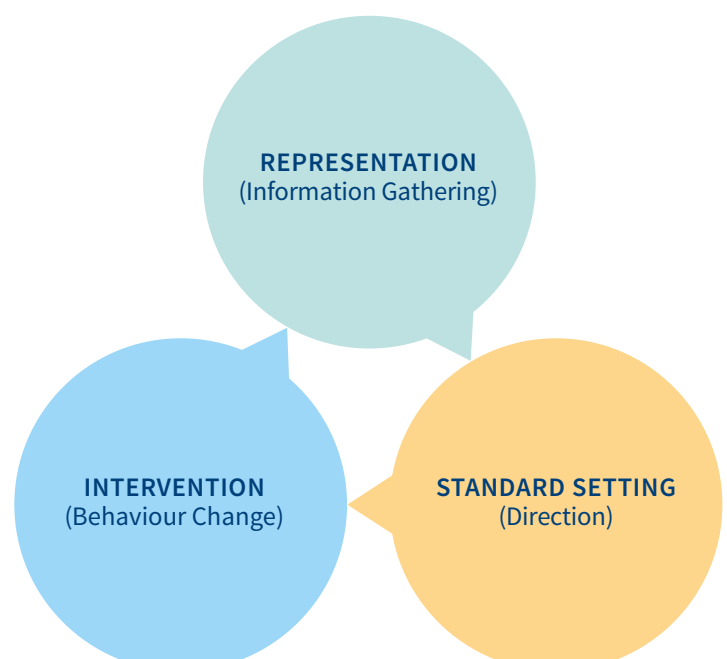 REPRESENTATION
(Information Gathering)
INTERVENTION
(Behaviour Change)
STANDARD SETTING
(Direction)